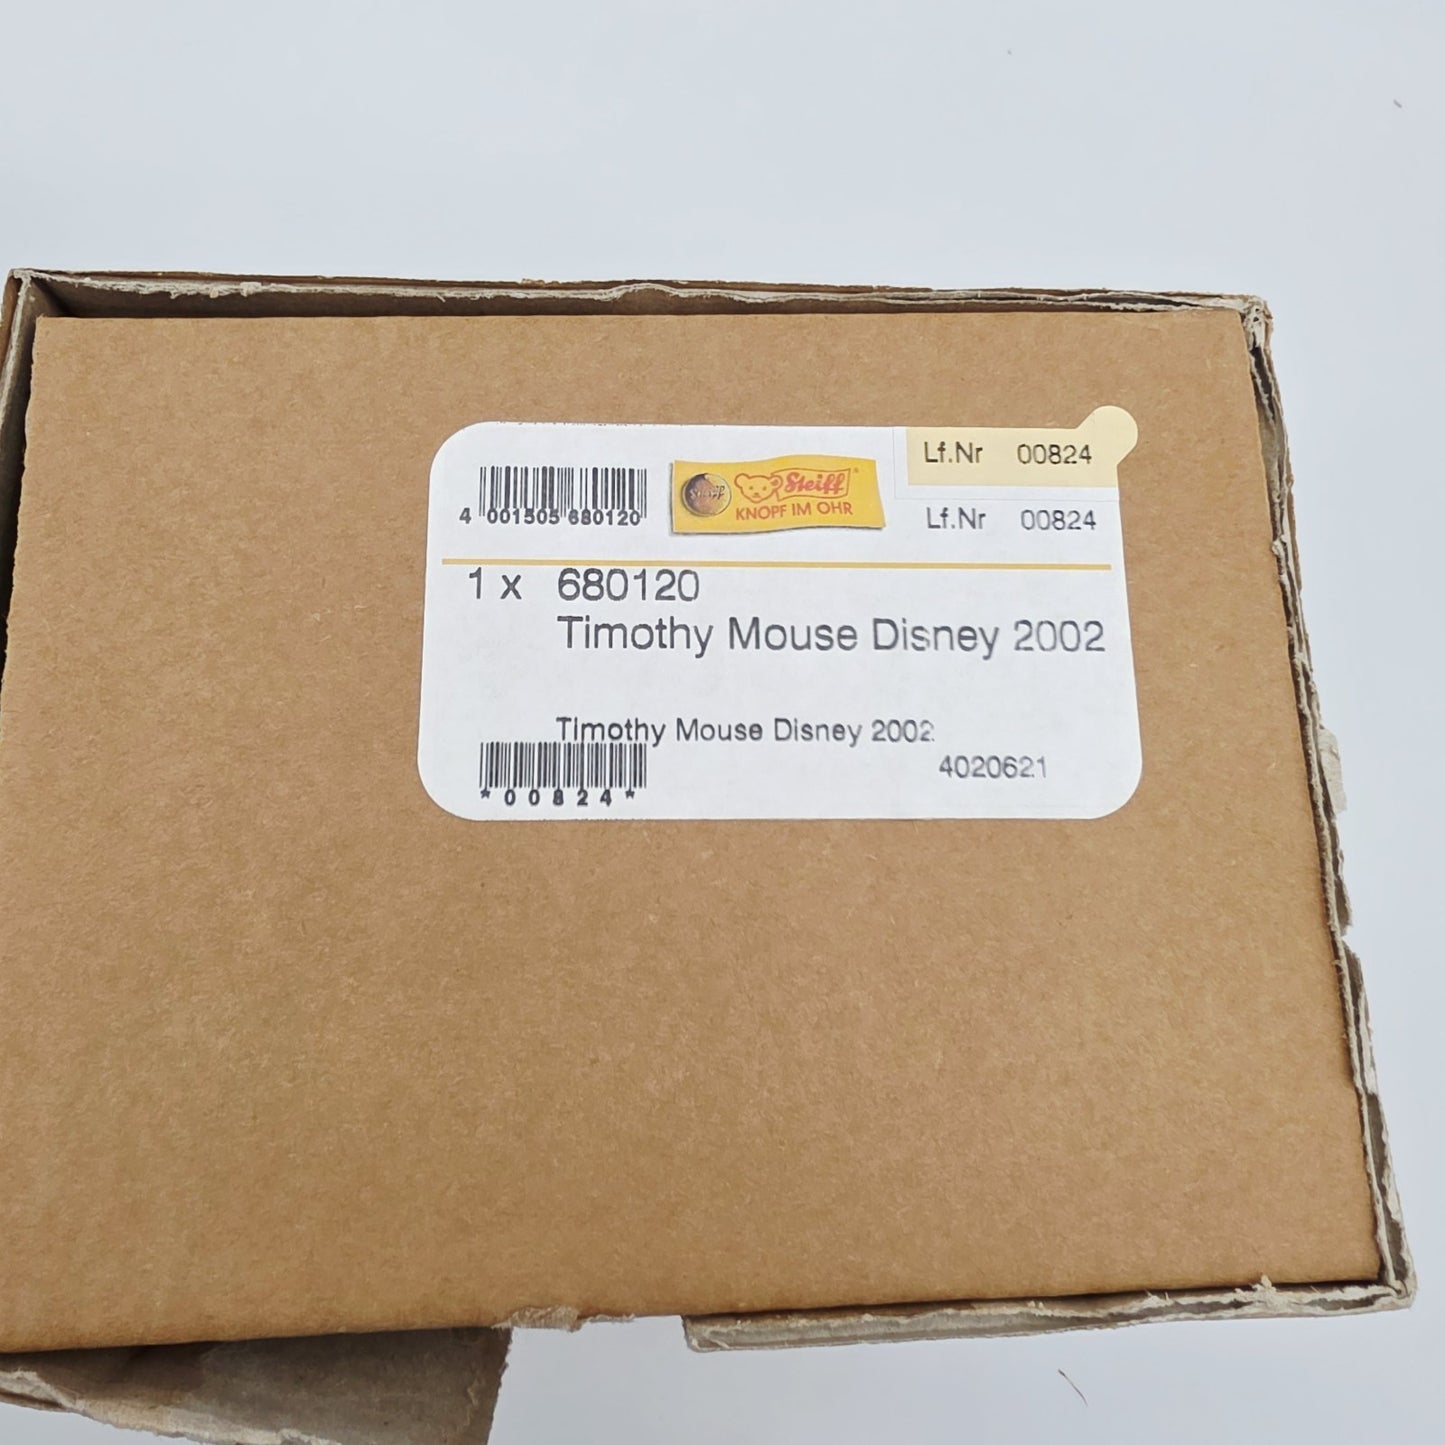 Lf.Nr 00824
4 001505 680120
Steiff
Steiff
KNOPF IM OHR
Lf.Nr 00824
1 x 680120
Timothy Mouse Disney 2002
Timothy Mouse Disney 2002
4020621
*00824*